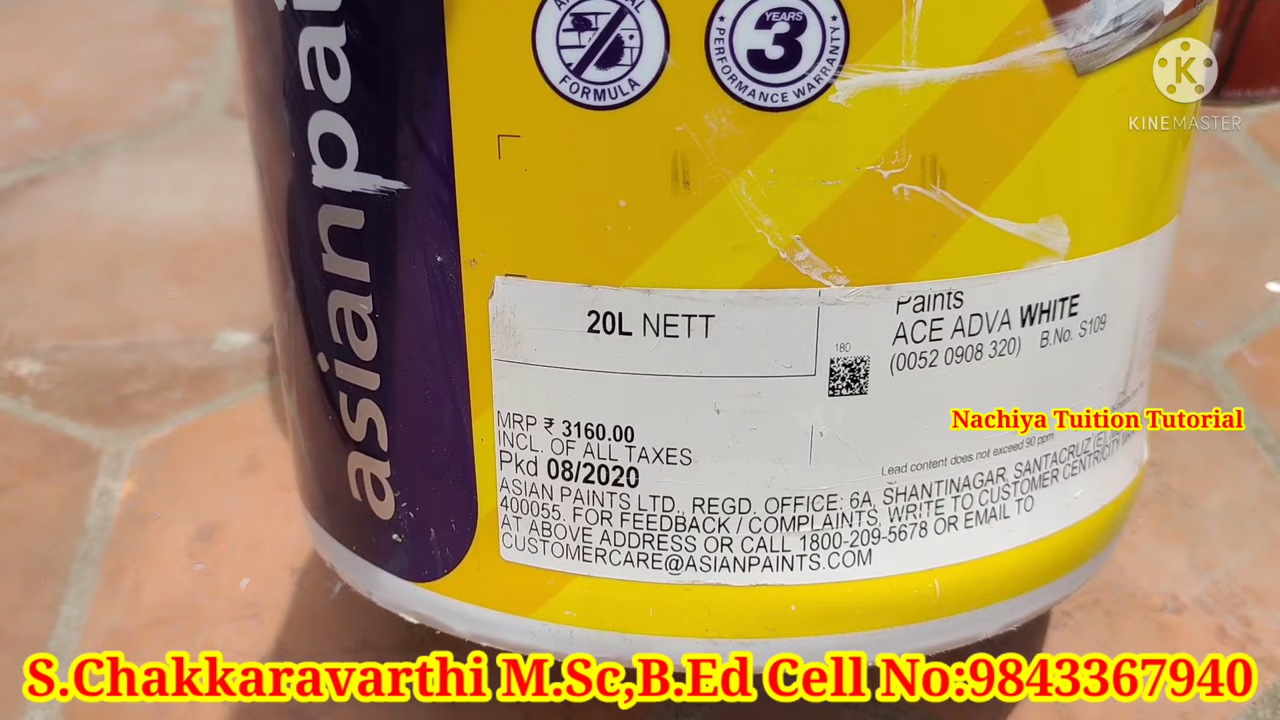 asianpai
FORMULA
3 YEARS
PERFORMANCE WARRANTY
K
KINEMASTER
20L NETT
Paints
ACE ADVA WHITE
(0052 0908 320) B.No. S109
180
MRP ₹ 3160.00
INCL. OF ALL TAXES
Pkd 08/2020
Nachiya Tuition Tutorial
Lead content does not exceed 90 ppm
ASIAN PAINTS LTD., REGD. OFFICE: 6A, SHANTINAGAR, SANTACRUZ (E),
400055. FOR FEEDBACK / COMPLAINTS, WRITE TO CUSTOMER CENTRICITY
AT ABOVE ADDRESS OR CALL 1800-209-5678 OR EMAIL TO
CUSTOMERCARE@ASIANPAINTS.COM
S.Chakkaravarthi M.Sc,B.Ed Cell No:9843367940